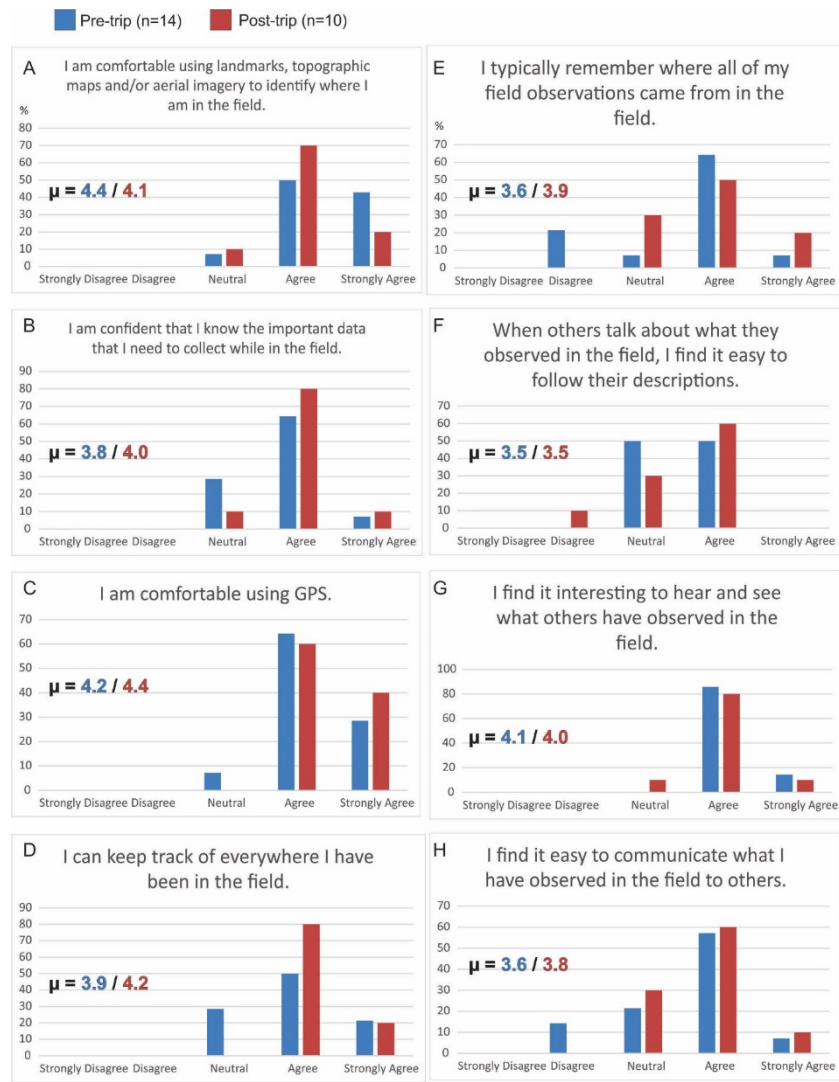 Pre-trip (n=14) Post-trip (n=10)
A
I am comfortable using landmarks, topographic
maps and/or aerial imagery to identify where I
am in the field.
%
80
70
60
50
40
30
20
10
0
μ = 4.4 / 4.1
Strongly Disagree Disagree Neutral Agree Strongly Agree
B
I am confident that I know the important data
that I need to collect while in the field.
90
80
70
60
50
40
30
20
10
0
μ = 3.8 / 4.0
Strongly Disagree Disagree Neutral Agree Strongly Agree
C
I am comfortable using GPS.
70
60
50
40
30
20
10
0
μ = 4.2 / 4.4
Strongly Disagree Disagree Neutral Agree Strongly Agree
D
I can keep track of everywhere I have
been in the field.
90
80
70
60
50
40
30
20
10
0
μ = 3.9 / 4.2
Strongly Disagree Disagree Neutral Agree Strongly Agree
E
I typically remember where all of my
field observations came from in the
field.
%
70
60
50
40
30
20
10
0
μ = 3.6 / 3.9
Strongly Disagree Disagree Neutral Agree Strongly Agree
F
When others talk about what they
observed in the field, I find it easy to
follow their descriptions.
70
60
50
40
30
20
10
0
μ = 3.5 / 3.5
Strongly Disagree Disagree Neutral Agree Strongly Agree
G
I find it interesting to hear and see
what others have observed in the
field.
100
80
60
40
20
0
μ = 4.1 / 4.0
Strongly Disagree Disagree Neutral Agree Strongly Agree
H
I find it easy to communicate what I
have observed in the field to others.
70
60
50
40
30
20
10
0
μ = 3.6 / 3.8
Strongly Disagree Disagree Neutral Agree Strongly Agree